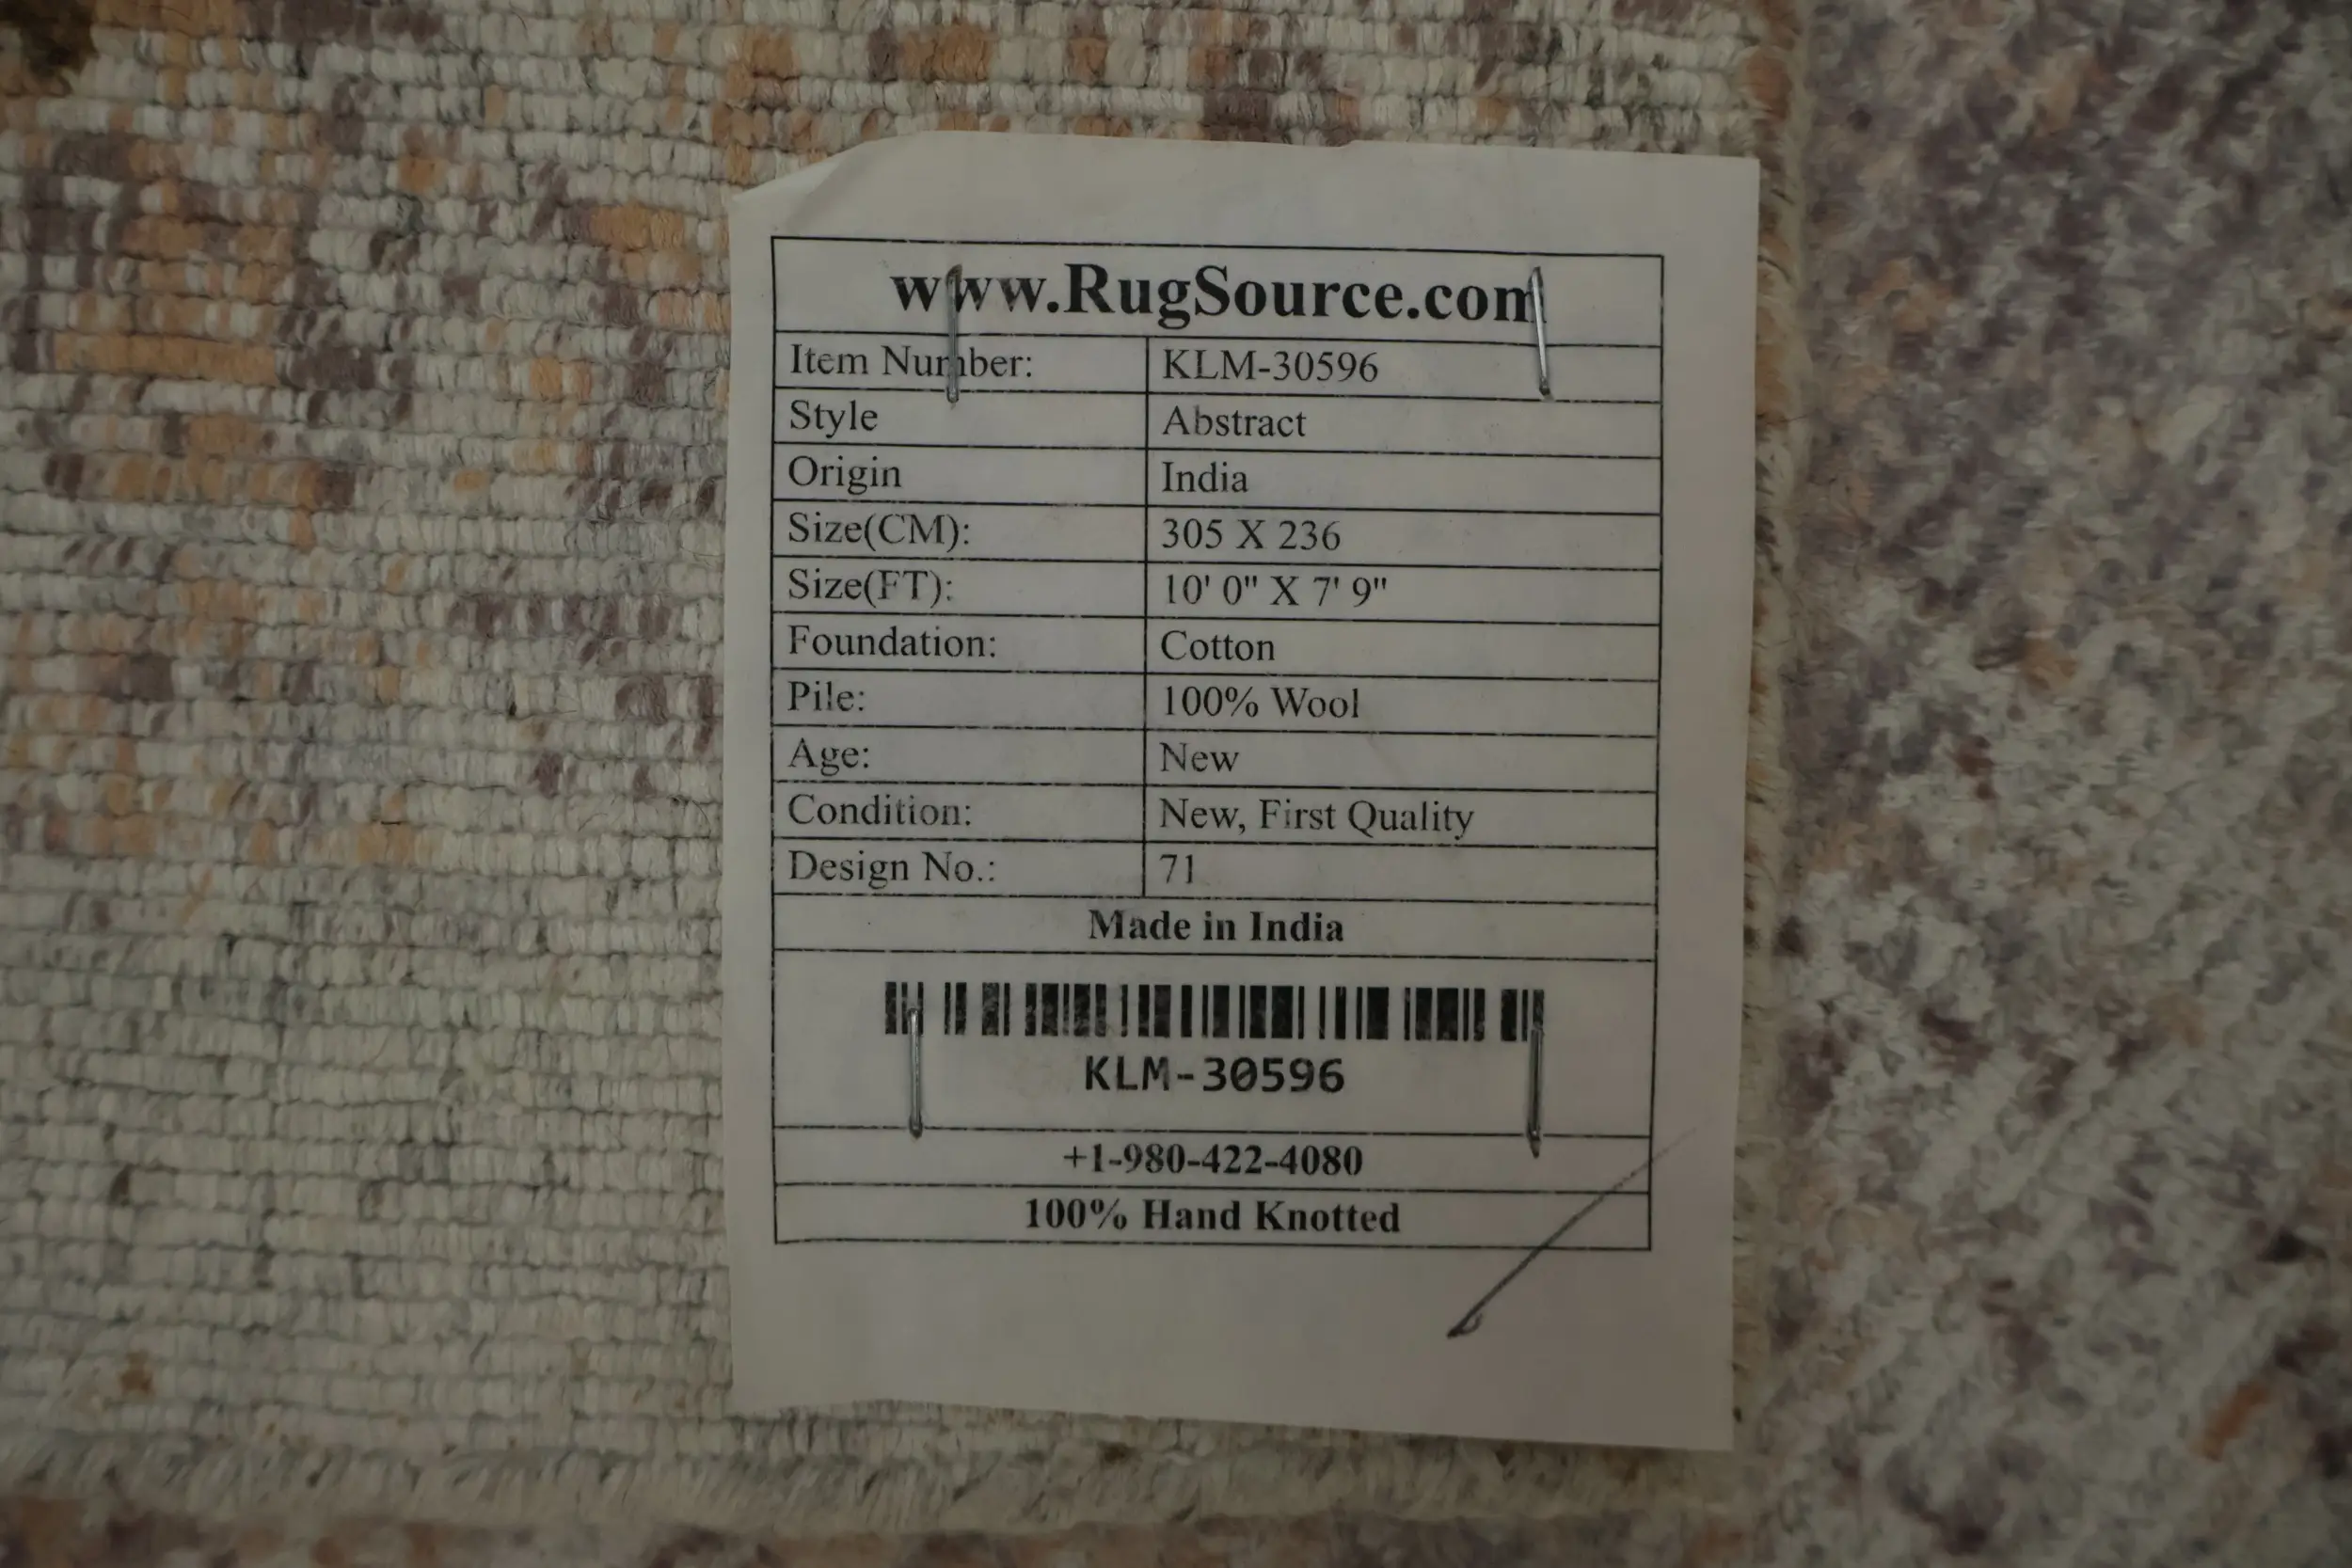 www.RugSource.com
Item Number: KLM-30596
Style Abstract
Origin India
Size(CM): 305 X 236
Size(FT): 10' 0" X 7' 9"
Foundation: Cotton
Pile: 100% Wool
Age: New
Condition: New, First Quality
Design No.: 71
Made in India
KLM-30596
+1-980-422-4080
100% Hand Knotted